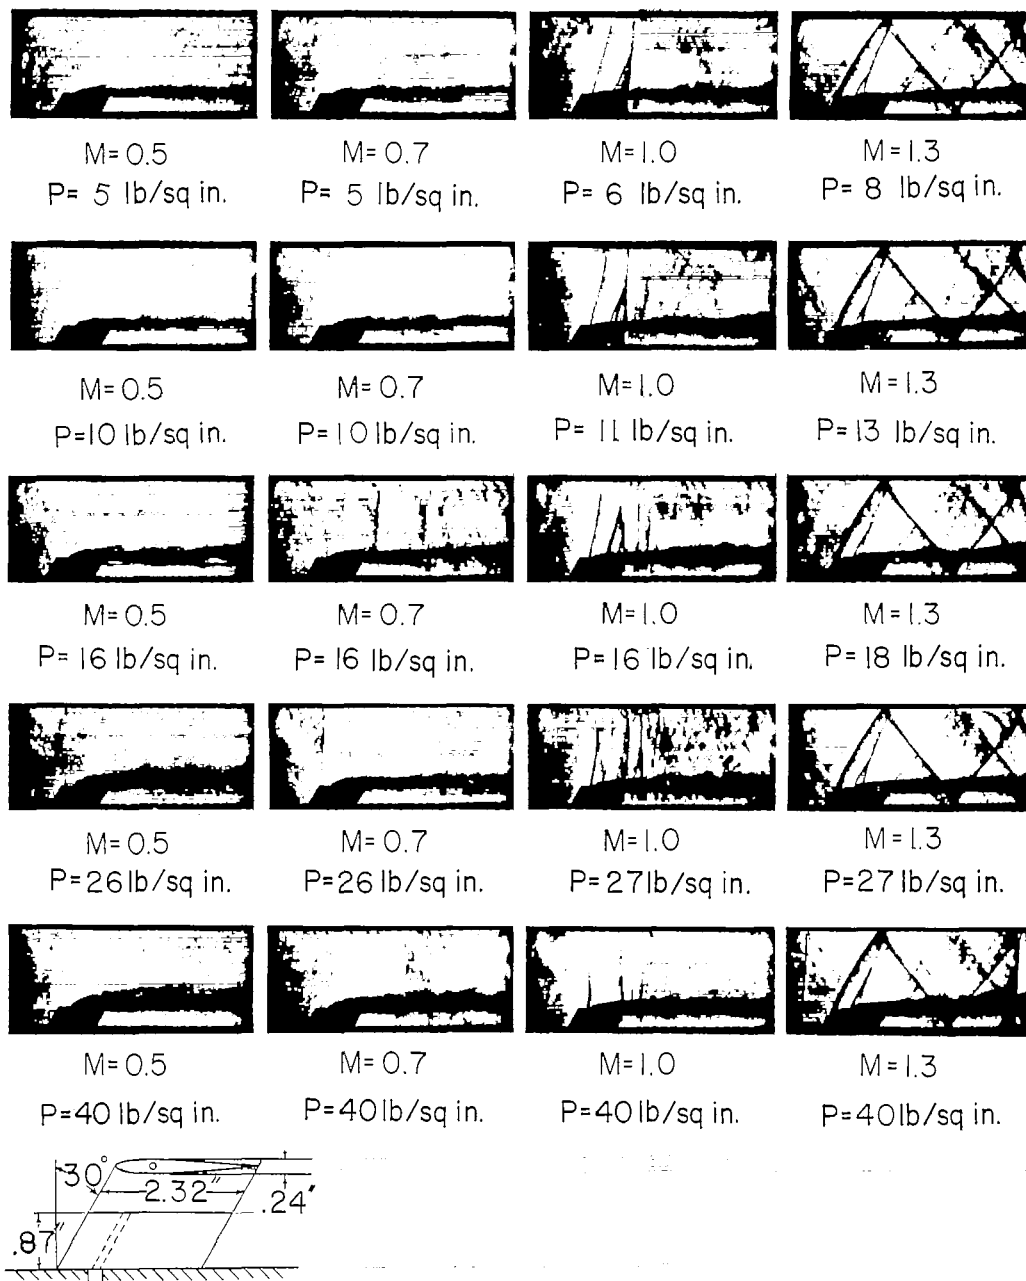 M=0.5 M=0.7 M=1.0 M=1.3
P= 5 lb/sq in. P= 5 lb/sq in. P= 6 lb/sq in. P= 8 lb/sq in.
M=0.5 M=0.7 M=1.0 M=1.3
P=10 lb/sq in. P=10 lb/sq in. P= 11 lb/sq in. P=13 lb/sq in.
M=0.5 M=0.7 M=1.0 M=1.3
P= 16 lb/sq in. P= 16 lb/sq in. P= 16 lb/sq in. P= 18 lb/sq in.
M=0.5 M=0.7 M=1.0 M=1.3
P=26 lb/sq in. P=26 lb/sq in. P=27 lb/sq in. P=27 lb/sq in.
M=0.5 M=0.7 M=1.0 M=1.3
P=40 lb/sq in. P=40 lb/sq in. P=40 lb/sq in. P=40 lb/sq in.
30°
2.32"
.24"
.87"